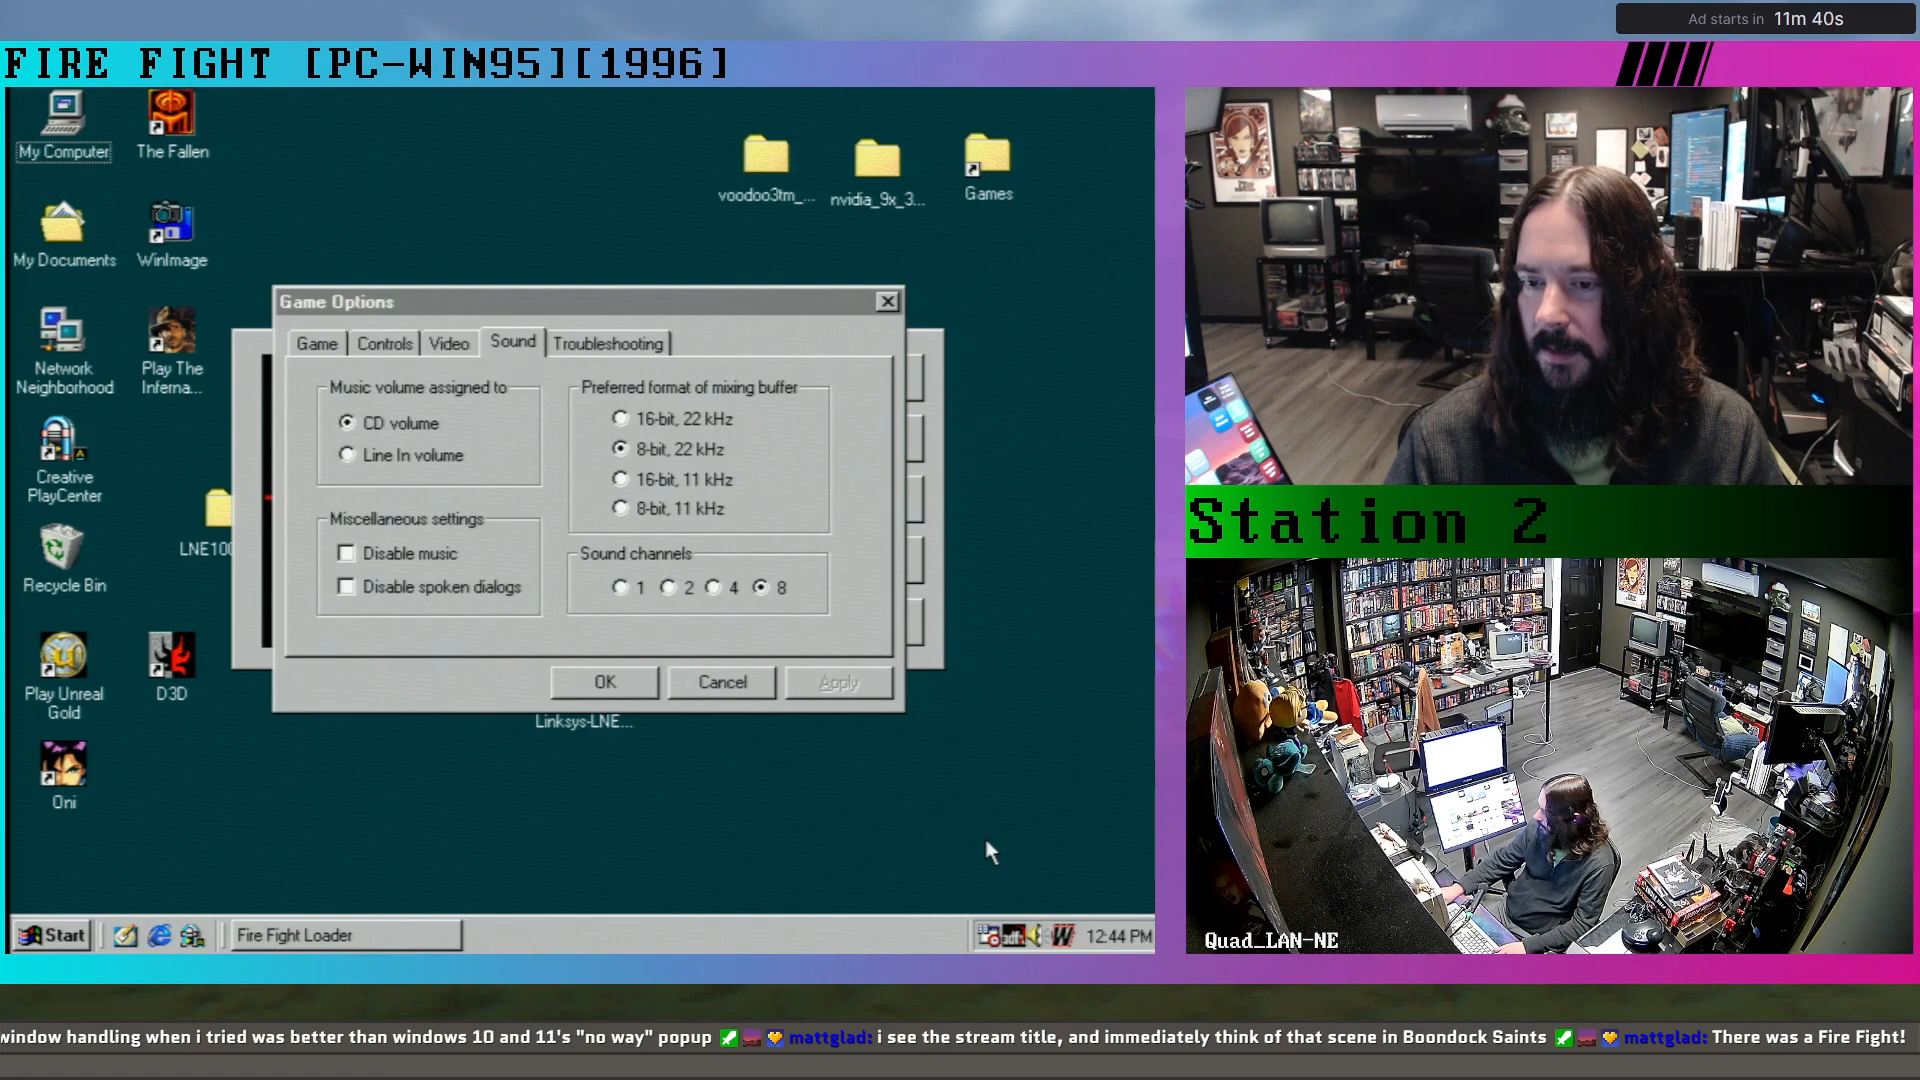 Ad starts in 11m 40s
FIRE FIGHT [PC-WIN95][1996]
My Computer
The Fallen
voodoo3tm_...
nvidia_9x_3...
Games
My Documents
WinImage
Network
Neighborhood
Play The
Inferna...
Creative
PlayCenter
LNE100
Recycle Bin
Play Unreal
Gold
D3D
Oni
Linksys-LNE...
Game Options
Game
Controls
Video
Sound
Troubleshooting
Music volume assigned to
CD volume
Line In volume
Miscellaneous settings
Disable music
Disable spoken dialogs
Preferred format of mixing buffer
16-bit, 22 kHz
8-bit, 22 kHz
16-bit, 11 kHz
8-bit, 11 kHz
Sound channels
1 2 4 8
OK
Cancel
Apply
Start
Fire Fight Loader
12:44 PM
Station 2
Quad_LAN-NE
window handling when i tried was better than windows 10 and 11's "no way" popup mattglad: i see the stream title, and immediately think of that scene in Boondock Saints mattglad: There was a Fire Fight!